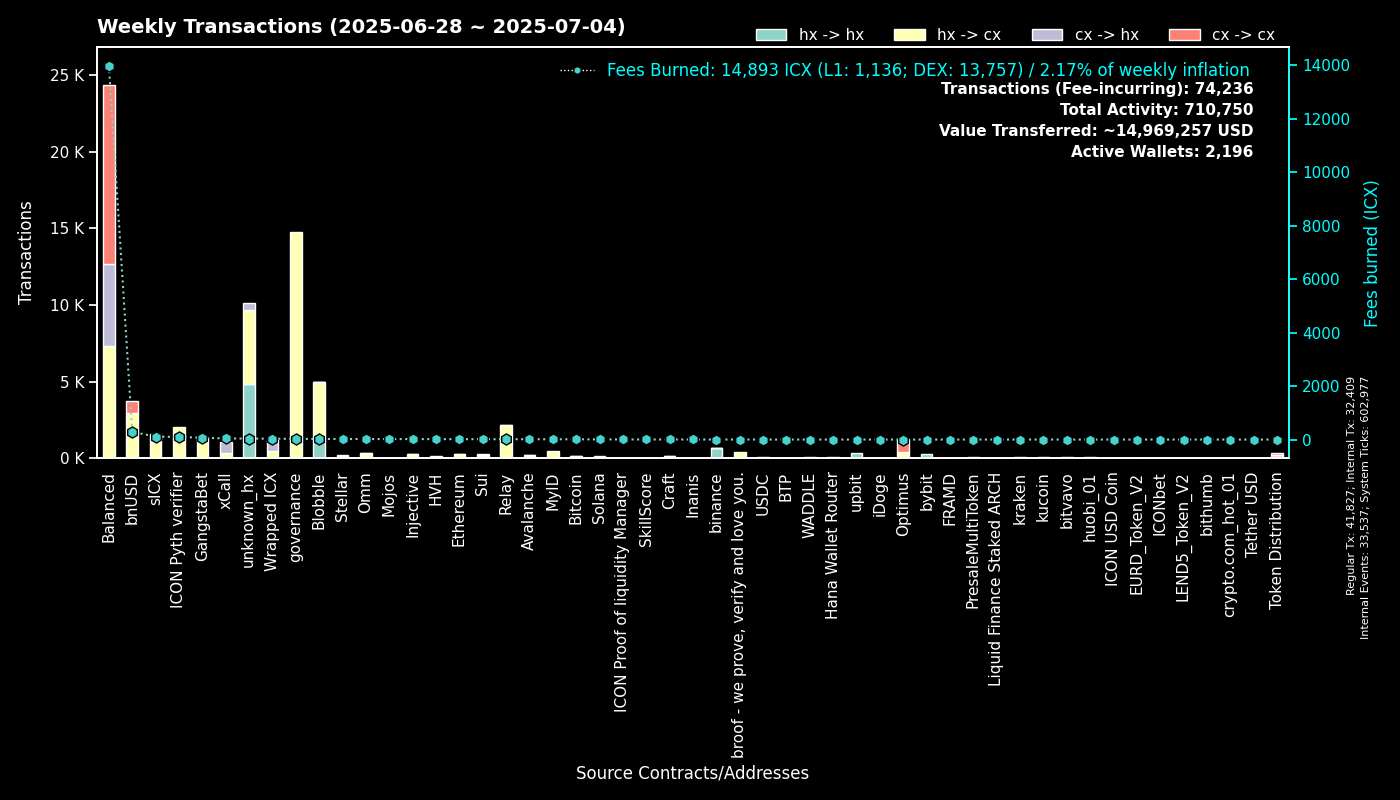 Weekly Transactions (2025-06-28 ~ 2025-07-04)
hx -> hx
hx -> cx
cx -> hx
cx -> cx
Fees Burned: 14,893 ICX (L1: 1,136; DEX: 13,757) / 2.17% of weekly inflation
Transactions (Fee-incurring): 74,236
Total Activity: 710,750
Value Transferred: ~14,969,257 USD
Active Wallets: 2,196
Transactions
25 K
20 K
15 K
10 K
5 K
0 K
14000
12000
10000
8000
6000
4000
2000
0
Fees burned (ICX)
Regular Tx: 41,827; Internal Tx: 32,409
Internal Events: 33,537; System Ticks: 602,977
Balanced
bnUSD
sICX
ICON Pyth verifier
GangstaBet
xCall
unknown_hx
Wrapped ICX
governance
Blobble
Stellar
Omm
Mojos
Injective
HVH
Ethereum
Sui
Relay
Avalanche
MyID
Bitcoin
Solana
ICON Proof of liquidity Manager
SkillScore
Craft
Inanis
binance
broof - we prove, verify and love you.
USDC
BTP
WADDLE
Hana Wallet Router
upbit
iDoge
Optimus
bybit
FRAMD
PresaleMultiToken
Liquid Finance Staked ARCH
kraken
kucoin
bitvavo
huobi_01
ICON USD Coin
EURD_Token_V2
ICONbet
LEND5_Token_V2
bithumb
crypto.com_hot_01
Tether USD
Token Distribution
Source Contracts/Addresses